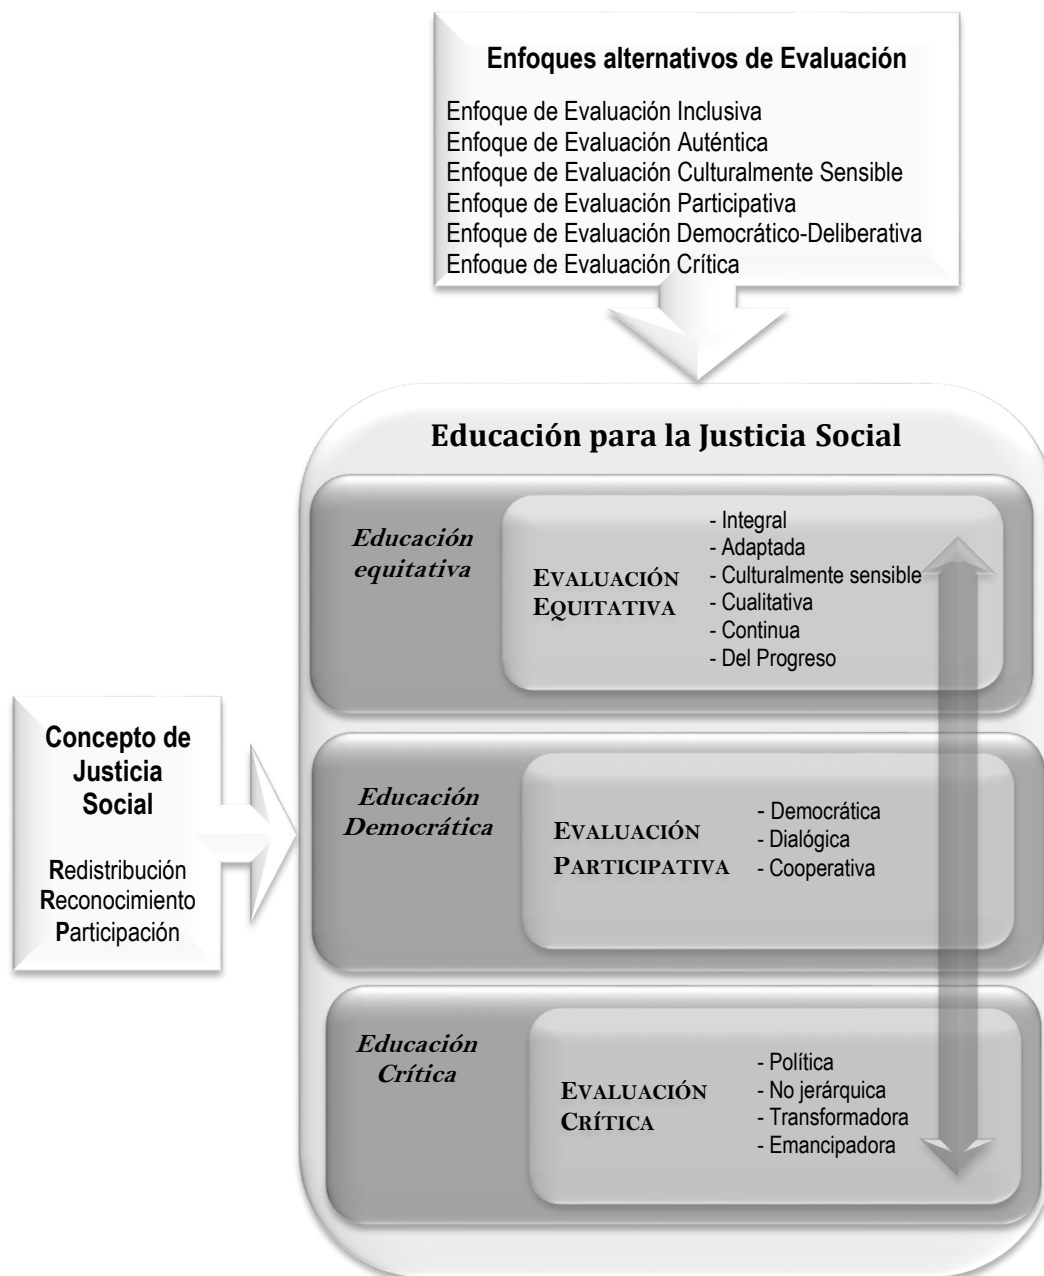 Enfoques alternativos de Evaluación
Enfoque de Evaluación Inclusiva
Enfoque de Evaluación Auténtica
Enfoque de Evaluación Culturalmente Sensible
Enfoque de Evaluación Participativa
Enfoque de Evaluación Democrático-Deliberativa
Enfoque de Evaluación Crítica
Educación para la Justicia Social
Educación
equitativa
EVALUACIÓN
EQUITATIVA
- Integral
- Adaptada
- Culturalmente sensible
- Cualitativa
- Continua
- Del Progreso
Concepto de
Justicia
Social
Redistribución
Reconocimiento
Participación
Educación
Democrática
EVALUACIÓN
PARTICIPATIVA
- Democrática
- Dialógica
- Cooperativa
Educación
Crítica
EVALUACIÓN
CRÍTICA
- Política
- No jerárquica
- Transformadora
- Emancipadora